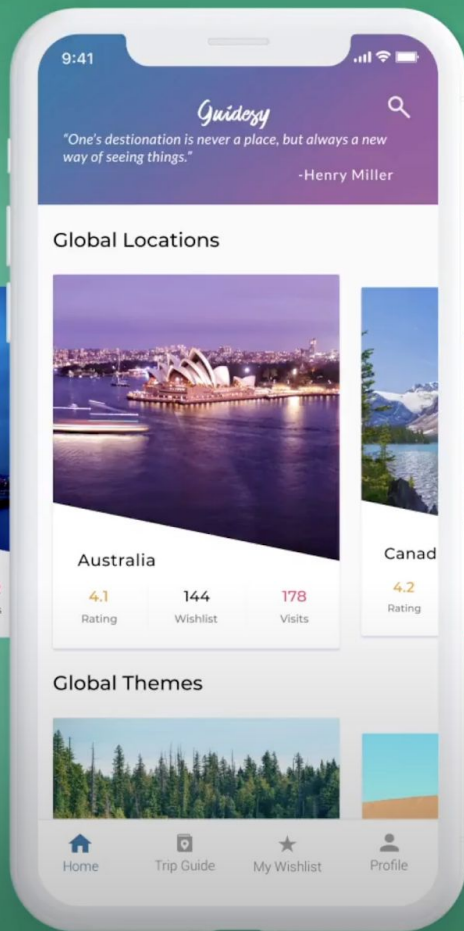 9:41
Guidesy
“One's destionation is never a place, but always a new
way of seeing things.”
-Henry Miller
Global Locations
Australia
4.1
144
178
Rating
Wishlist
Visits
Canad
4.2
Rating
Global Themes
Home
Trip Guide
My Wishlist
Profile